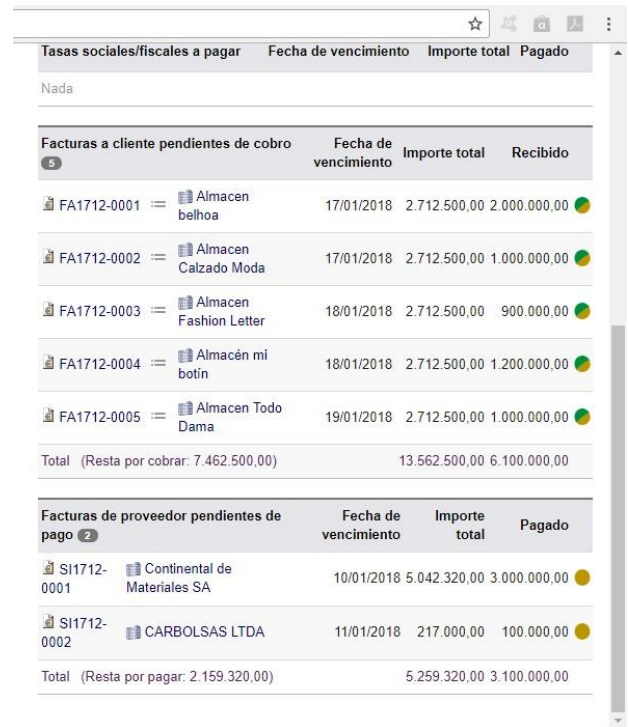 Tasas sociales/fiscales a pagar Fecha de vencimiento Importe total Pagado
Nada
Facturas a cliente pendientes de cobro Fecha de Importe total Recibido
5 vencimiento
FA1712-0001 Almacen 17/01/2018 2.712.500,00 2.000.000,00
belhoa
FA1712-0002 Almacen 17/01/2018 2.712.500,00 1.000.000,00
Calzado Moda
FA1712-0003 Almacen 18/01/2018 2.712.500,00 900.000,00
Fashion Letter
FA1712-0004 Almacén mi 18/01/2018 2.712.500,00 1.200.000,00
botín
FA1712-0005 Almacen Todo 19/01/2018 2.712.500,00 1.000.000,00
Dama
Total (Resta por cobrar: 7.462.500,00) 13.562.500,00 6.100.000,00
Facturas de proveedor pendientes de Fecha de Importe Pagado
pago 2 vencimiento total
SI1712- Continental de 10/01/2018 5.042.320,00 3.000.000,00
0001 Materiales SA
SI1712- CARBOLSAS LTDA 11/01/2018 217.000,00 100.000,00
0002
Total (Resta por pagar: 2.159.320,00) 5.259.320,00 3.100.000,00